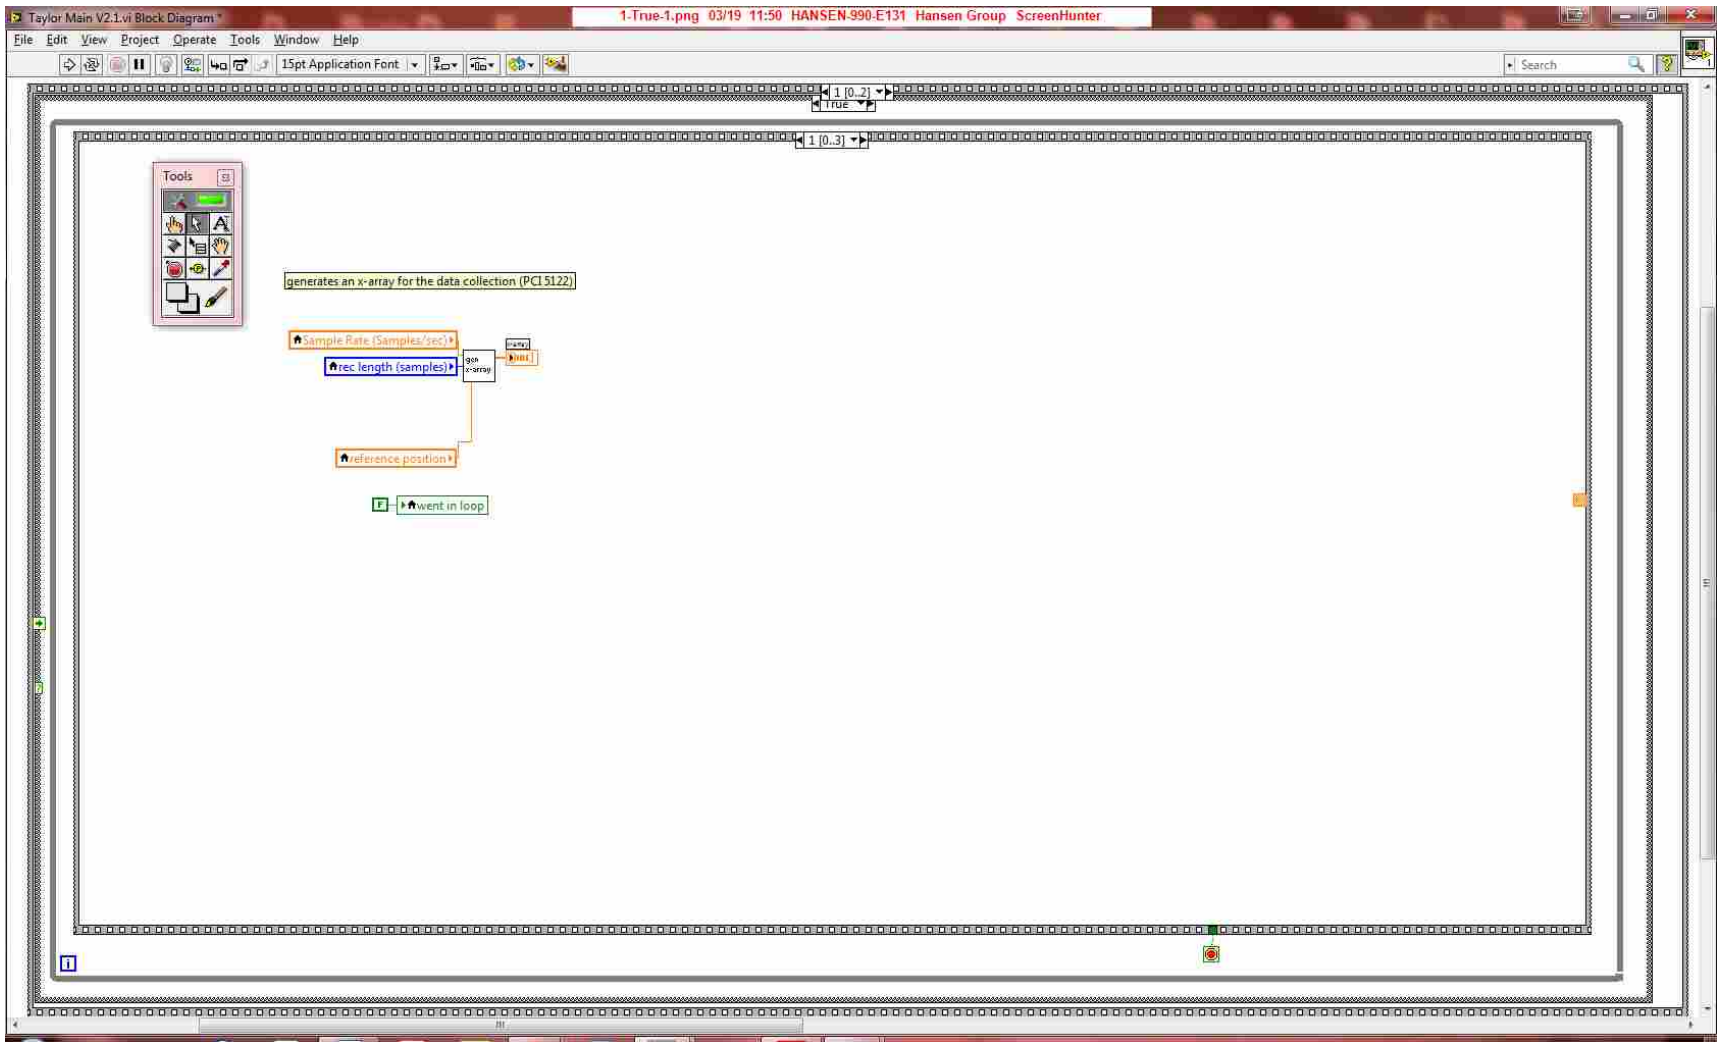 Taylor Main V2.1.vi Block Diagram *
1-True-1.png 03/19 11:50 HANSEN-990-E131 Hansen Group ScreenHunter
File Edit View Project Operate Tools Window Help
15pt Application Font
Search
1
1 [0..2]
True
1 [0..3]
Tools
A
generates an x-array for the data collection (PCI 5122)
Sample Rate (Samples/sec)
x-array
gen
x-array
rec length (samples)
reference position
F
went in loop
i